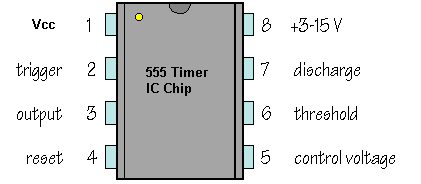 Vcc 1 8 +3-15 V
trigger 2 7 discharge
555 Timer
IC Chip
output 3 6 threshold
reset 4 5 control voltage